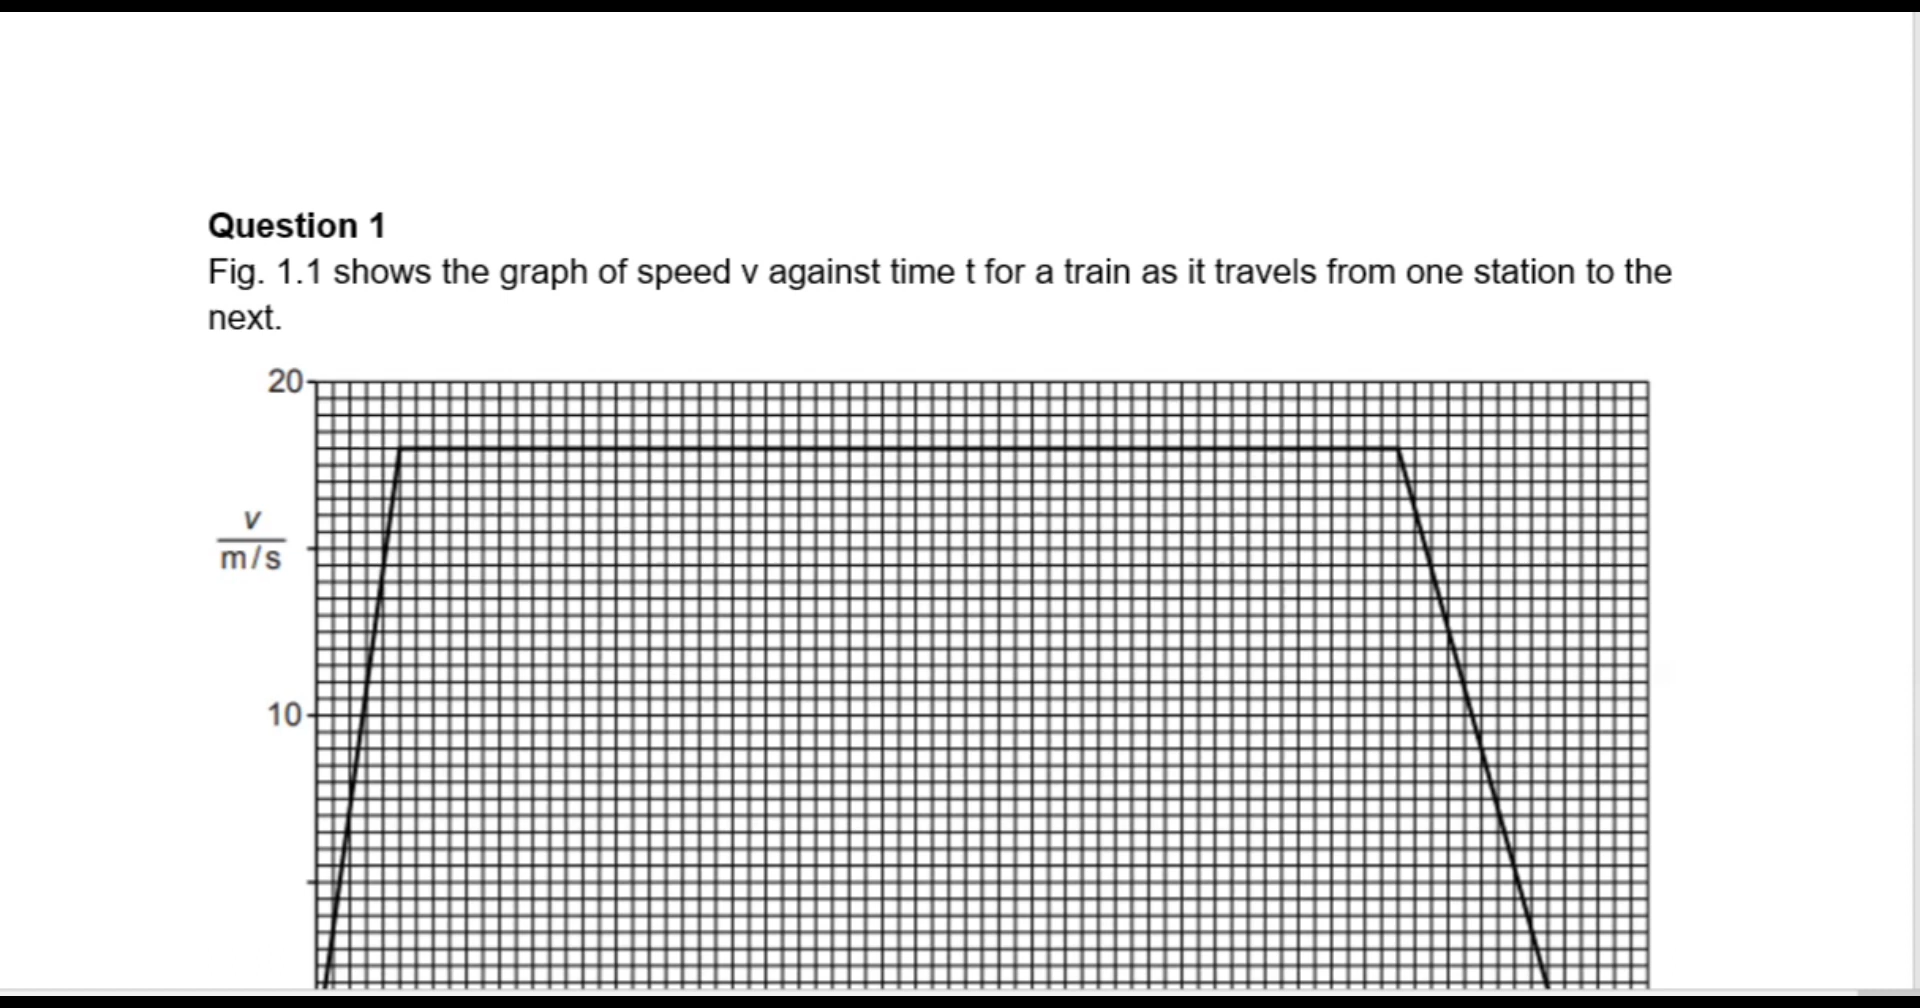 Question 1
Fig. 1.1 shows the graph of speed v against time t for a train as it travels from one station to the
next.
20
v
m/s
10